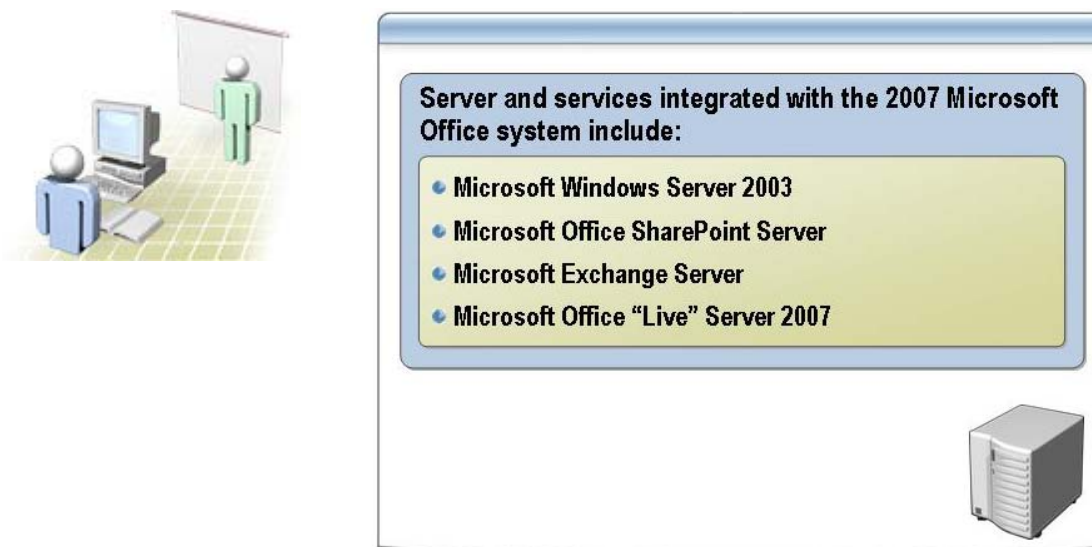 Server and services integrated with the 2007 Microsoft
Office system include:
Microsoft Windows Server 2003
Microsoft Office SharePoint Server
Microsoft Exchange Server
Microsoft Office “Live” Server 2007